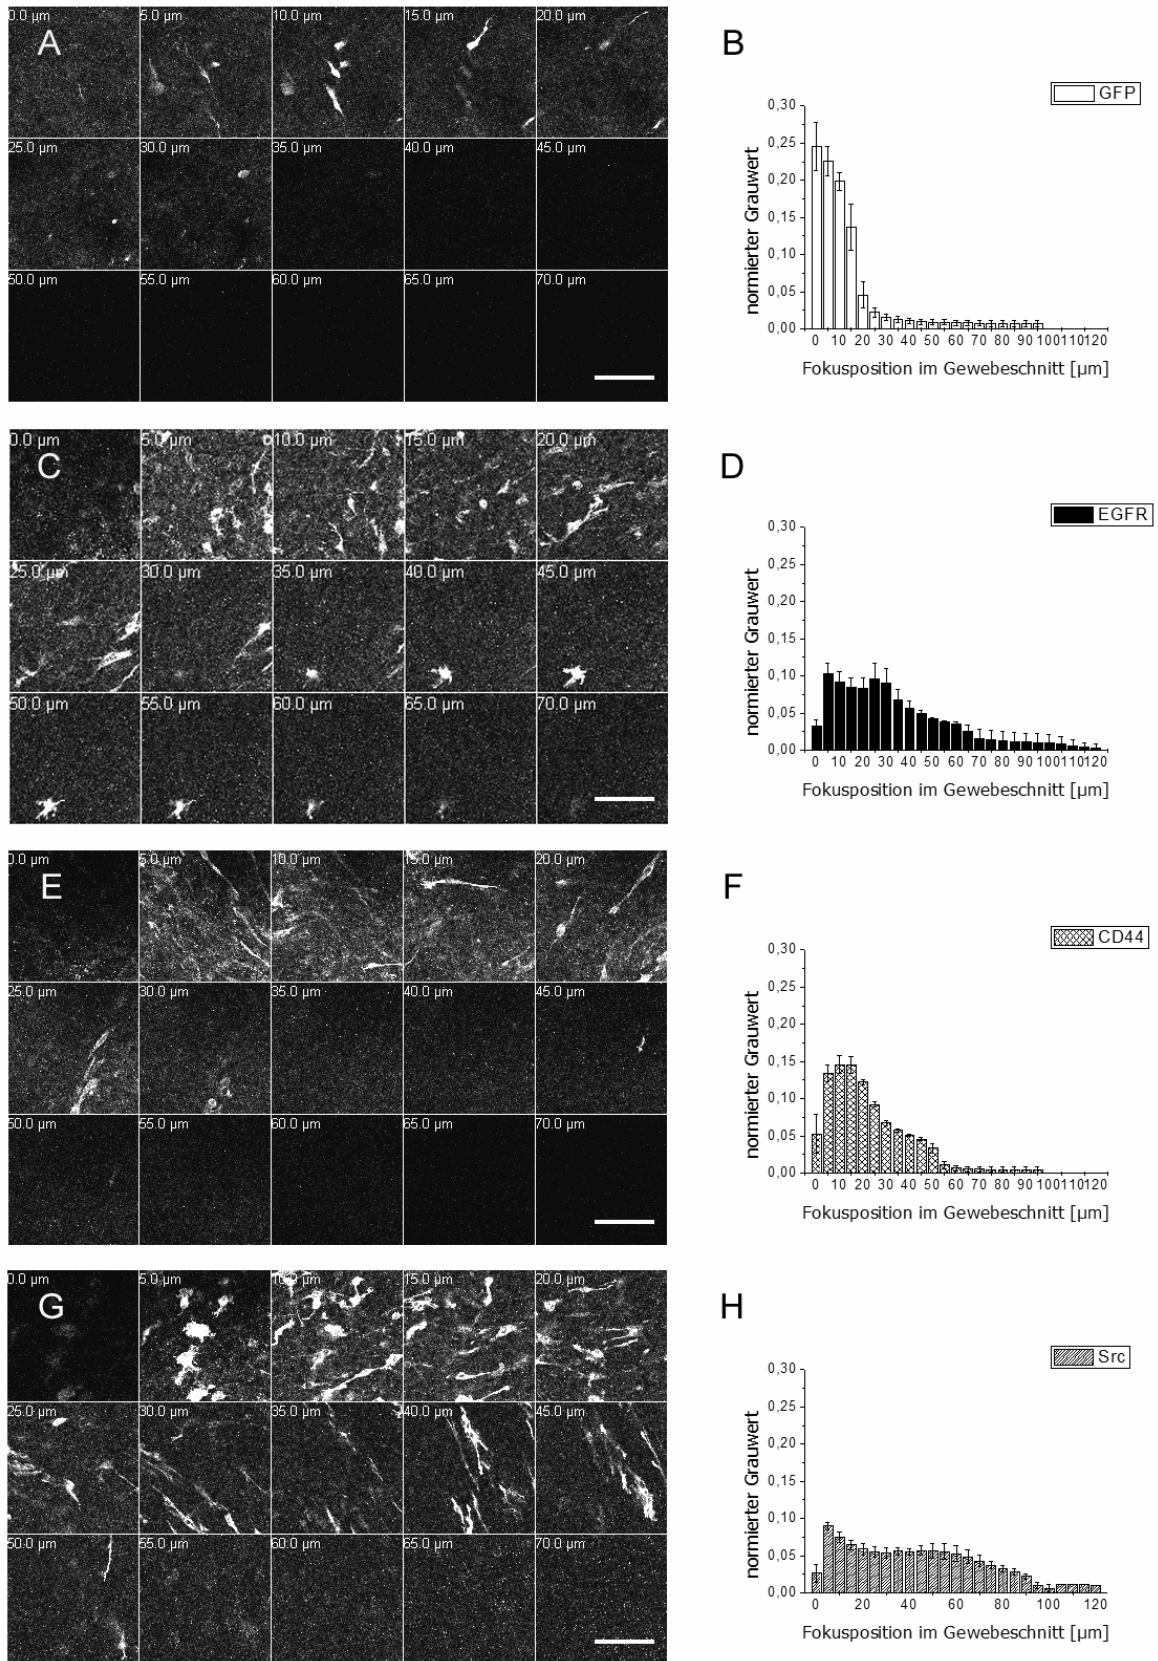 0.0 µm 5.0 µm 10.0 µm 15.0 µm 20.0 µm
A
25.0 µm 30.0 µm 35.0 µm 40.0 µm 45.0 µm
50.0 µm 55.0 µm 60.0 µm 65.0 µm 70.0 µm
B
GFP
0,30
0,25
0,20
0,15
0,10
0,05
0,00
normierter Grauwert
0 10 20 30 40 50 60 70 80 90 100 110 120
Fokusposition im Gewebeschnitt [µm]
0.0 µm 5.0 µm 10.0 µm 15.0 µm 20.0 µm
C
25.0 µm 30.0 µm 35.0 µm 40.0 µm 45.0 µm
50.0 µm 55.0 µm 60.0 µm 65.0 µm 70.0 µm
D
EGFR
0,30
0,25
0,20
0,15
0,10
0,05
0,00
normierter Grauwert
0 10 20 30 40 50 60 70 80 90 100 110 120
Fokusposition im Gewebeschnitt [µm]
0.0 µm 5.0 µm 10.0 µm 15.0 µm 20.0 µm
E
25.0 µm 30.0 µm 35.0 µm 40.0 µm 45.0 µm
50.0 µm 55.0 µm 60.0 µm 65.0 µm 70.0 µm
F
CD44
0,30
0,25
0,20
0,15
0,10
0,05
0,00
normierter Grauwert
0 10 20 30 40 50 60 70 80 90 100 110 120
Fokusposition im Gewebeschnitt [µm]
0.0 µm 5.0 µm 10.0 µm 15.0 µm 20.0 µm
G
25.0 µm 30.0 µm 35.0 µm 40.0 µm 45.0 µm
50.0 µm 55.0 µm 60.0 µm 65.0 µm 70.0 µm
H
Src
0,30
0,25
0,20
0,15
0,10
0,05
0,00
normierter Grauwert
0 20 40 60 80 100 120
Fokusposition im Gewebeschnitt [µm]